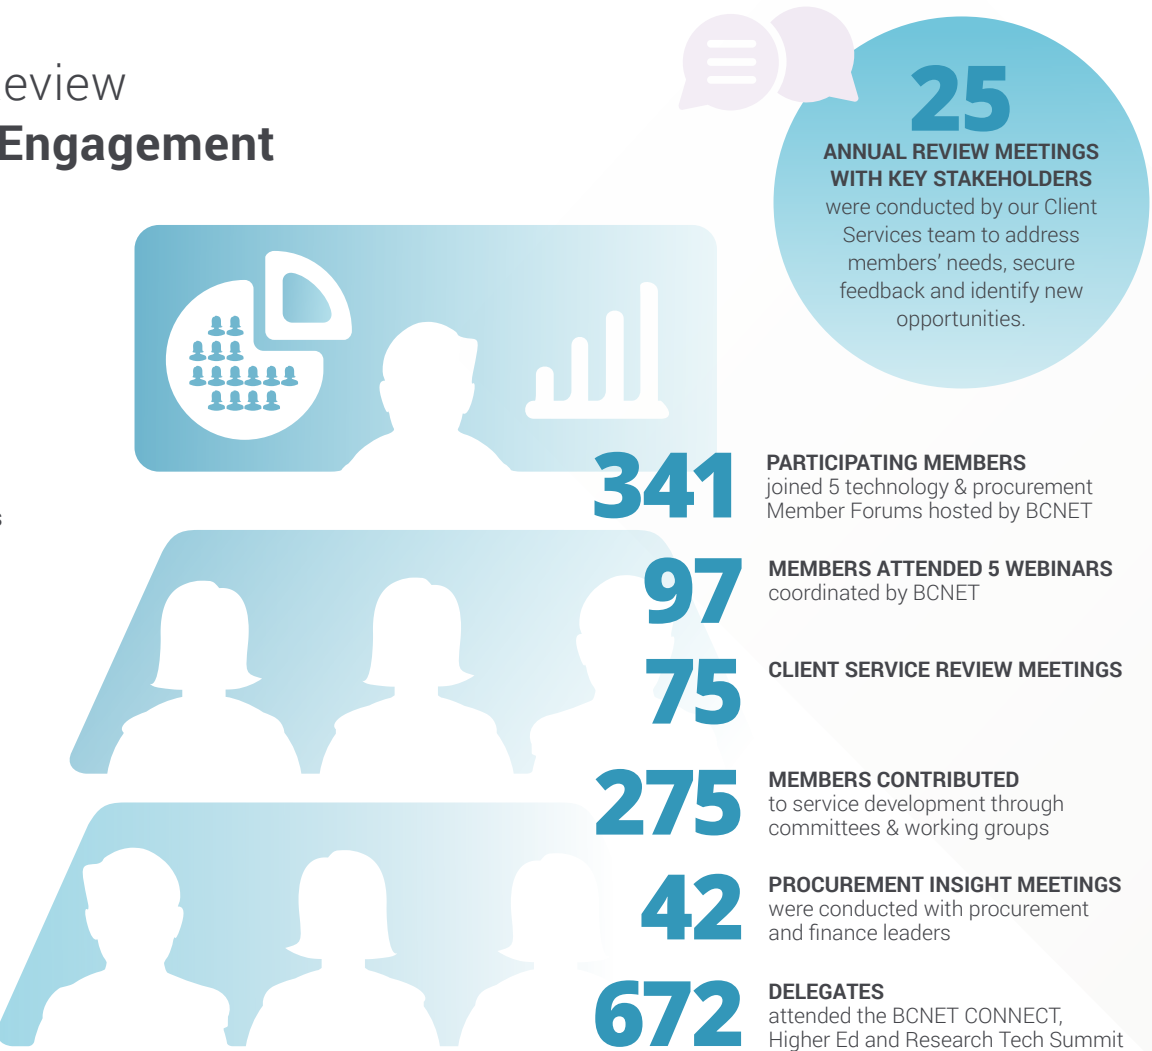 eview
Engagement
s
25
ANNUAL REVIEW MEETINGS
WITH KEY STAKEHOLDERS
were conducted by our Client
Services team to address
members' needs, secure
feedback and identify new
opportunities.
341
PARTICIPATING MEMBERS
joined 5 technology & procurement
Member Forums hosted by BCNET
97
MEMBERS ATTENDED 5 WEBINARS
coordinated by BCNET
75
CLIENT SERVICE REVIEW MEETINGS
275
MEMBERS CONTRIBUTED
to service development through
committees & working groups
42
PROCUREMENT INSIGHT MEETINGS
were conducted with procurement
and finance leaders
672
DELEGATES
attended the BCNET CONNECT,
Higher Ed and Research Tech Summit